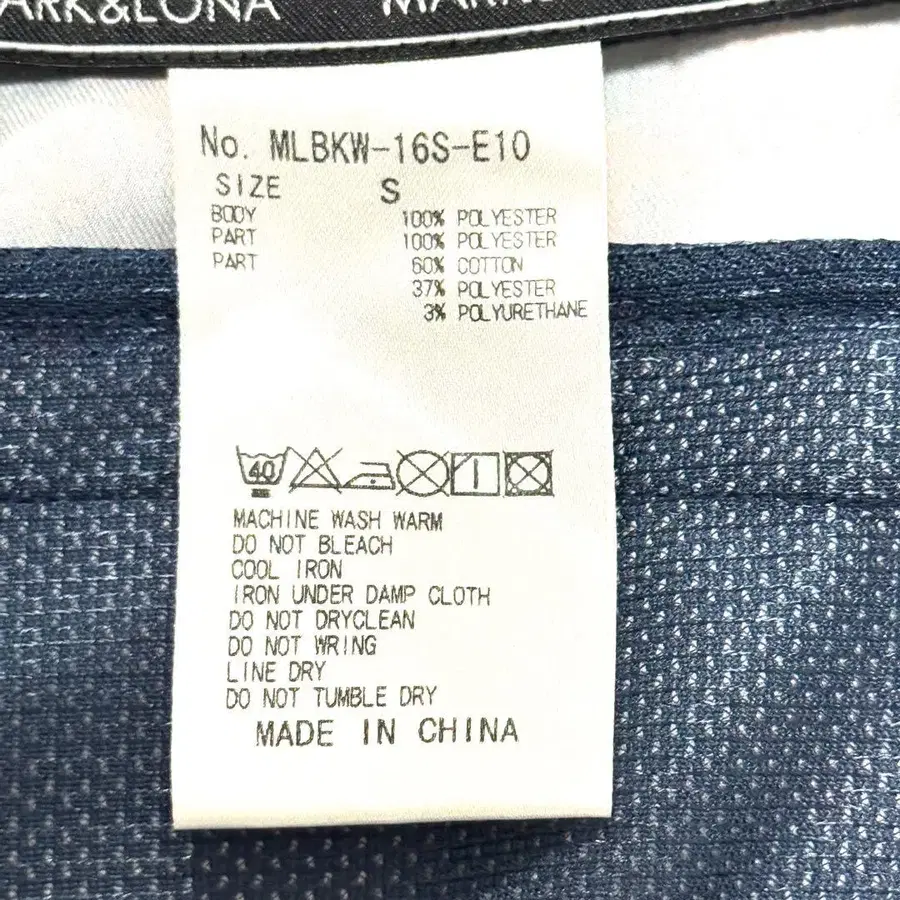 ARK&LONA
No. MLBKW-16S-E10
SIZE S
BODY 100% POLYESTER
PART 100% POLYESTER
PART 60% COTTON
37% POLYESTER
3% POLYURETHANE
40
MACHINE WASH WARM
DO NOT BLEACH
COOL IRON
IRON UNDER DAMP CLOTH
DO NOT DRYCLEAN
DO NOT WRING
LINE DRY
DO NOT TUMBLE DRY
MADE IN CHINA